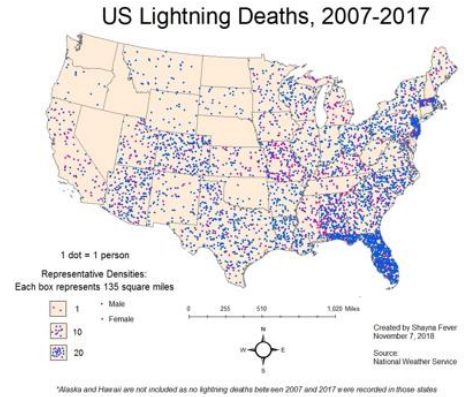 US Lightning Deaths, 2007-2017
1 dot = 1 person
Representative Densities:
Each box represents 135 square miles
1
10
20
Male
Female
0 255 510 1,020 Miles
N
W E
S
Created by Shayna Fever
November 7, 2018
Source:
National Weather Service
*Alaska and Hawaii are not included as no lightning deaths between 2007 and 2017 were recorded in those states